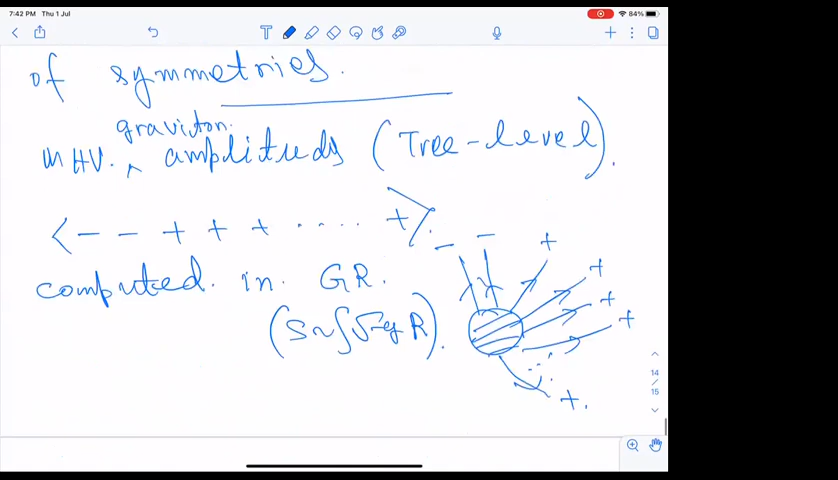 7:42 PM Thu 1 Jul
84%
of symmetries.
graviton
MHV. ^ amplitudes (Tree-level).
< - - + + + ..... + >
computed in GR.
(S ~ ∫ √-g R).
- - + + + + +.
14
/
15